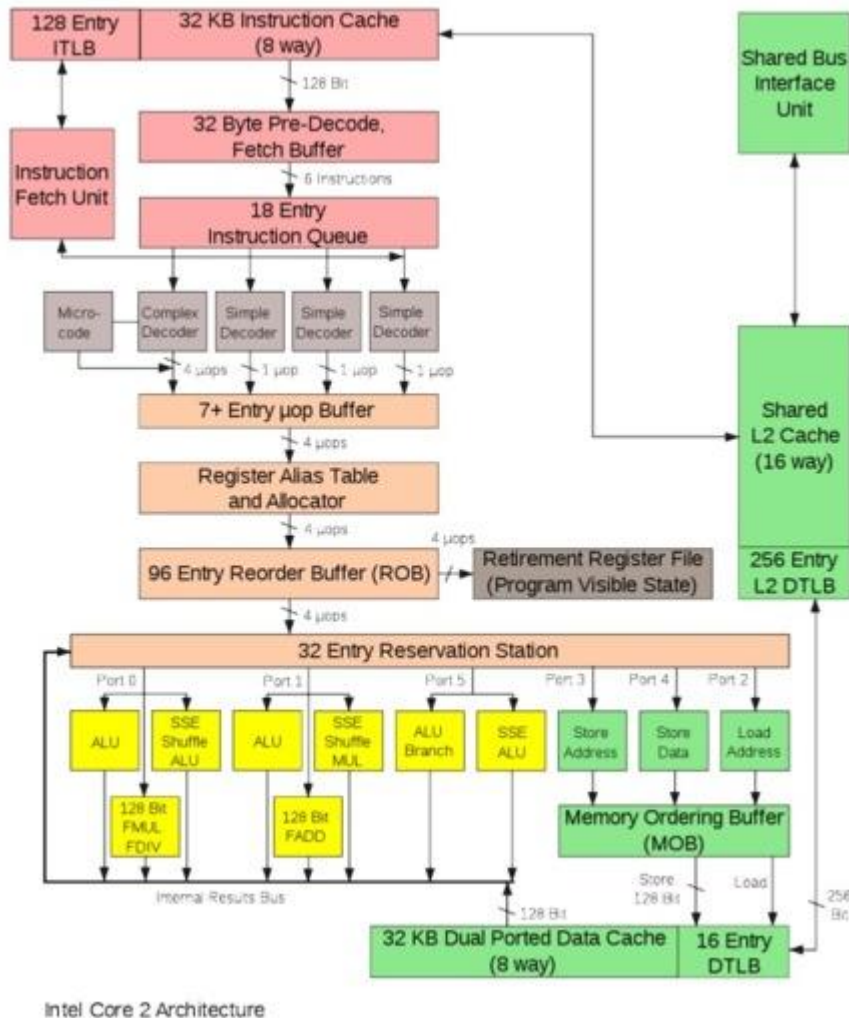 128 Entry
ITLB
32 KB Instruction Cache
(8 way)
Shared Bus
Interface
Unit
128 Bit
32 Byte Pre-Decode,
Fetch Buffer
Instruction
Fetch Unit
6 Instructions
18 Entry
Instruction Queue
Micro-
code
Complex
Decoder
Simple
Decoder
Simple
Decoder
Simple
Decoder
4 µops
1 µop
1 µop
1 µop
7+ Entry µop Buffer
Shared
L2 Cache
(16 way)
4 µops
Register Alias Table
and Allocator
4 µops
4 µops
96 Entry Reorder Buffer (ROB)
Retirement Register File
(Program Visible State)
256 Entry
L2 DTLB
4 µops
32 Entry Reservation Station
Port 0
Port 1
Port 5
Port 3
Port 4
Port 2
ALU
SSE
Shuffle
ALU
ALU
SSE
Shuffle
MUL
ALU
Branch
SSE
ALU
Store
Address
Store
Data
Load
Address
128 Bit
FMUL
FDIV
128 Bit
FADD
Memory Ordering Buffer
(MOB)
Internal Results Bus
Store
128 Bit
Load
128 Bit
256
Bit
32 KB Dual Ported Data Cache
(8 way)
16 Entry
DTLB
Intel Core 2 Architecture